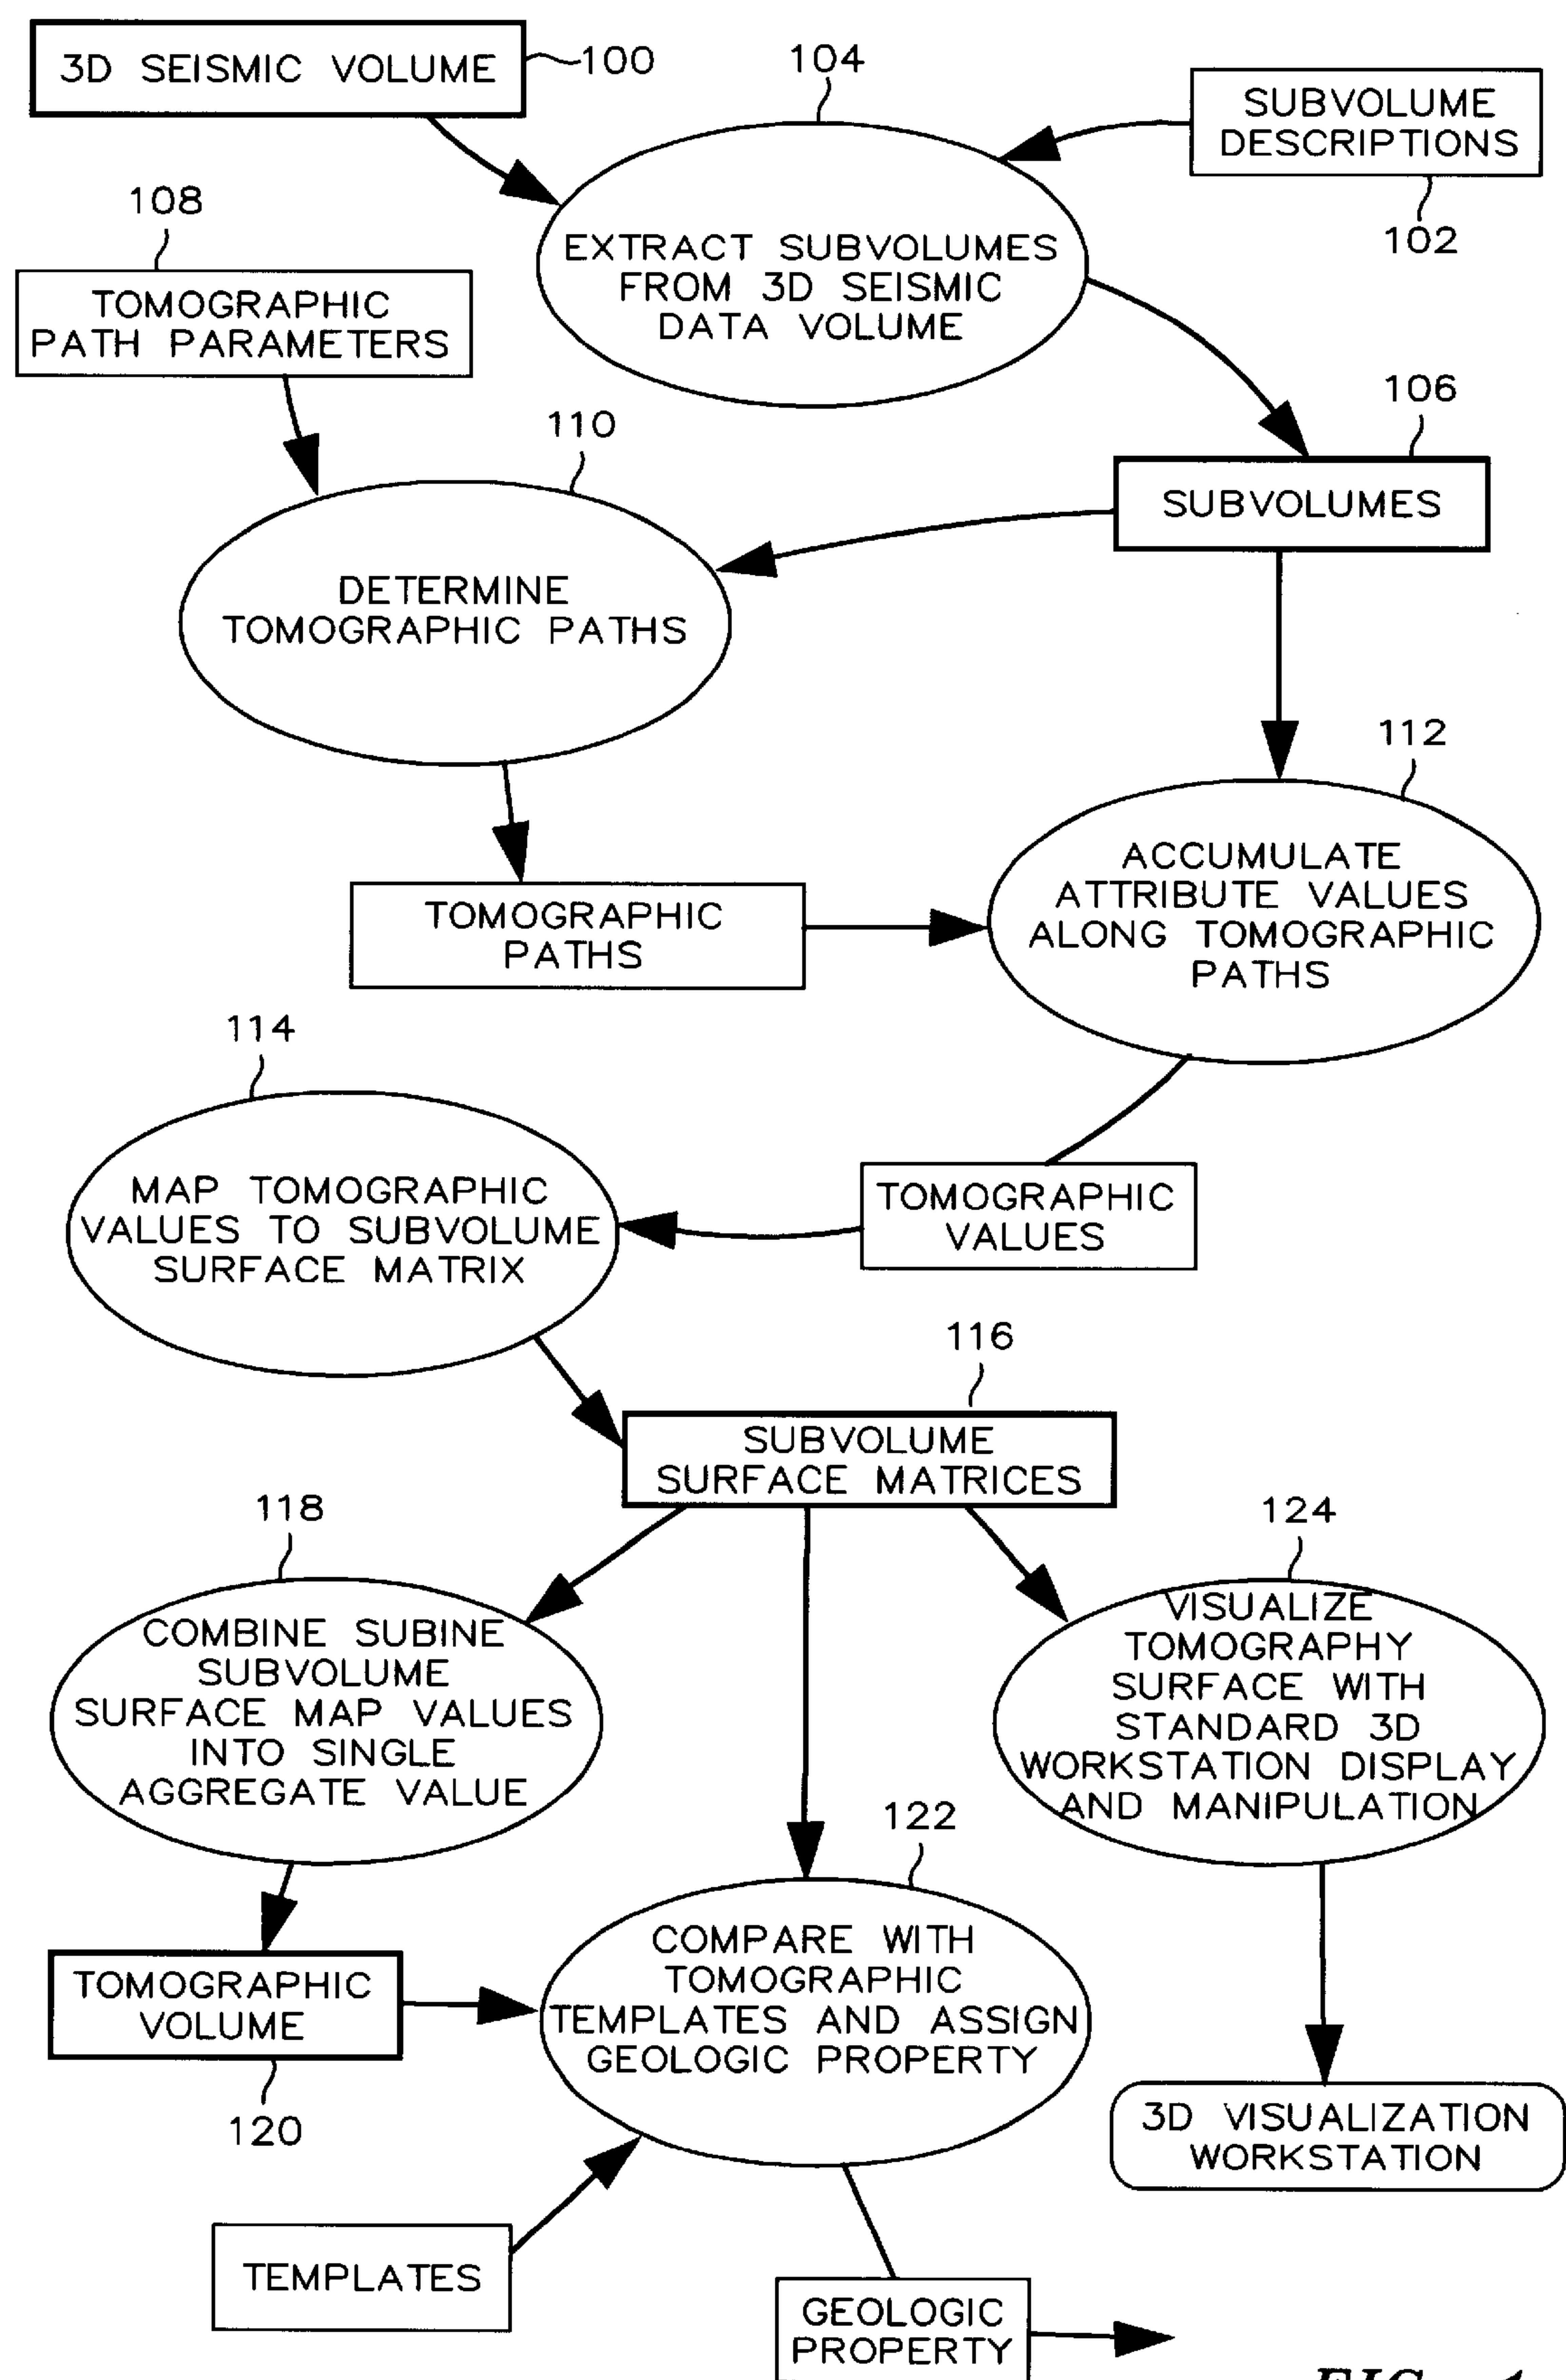 3D SEISMIC VOLUME
100
104
SUBVOLUME
DESCRIPTIONS
102
108
TOMOGRAPHIC
PATH PARAMETERS
EXTRACT SUBVOLUMES
FROM 3D SEISMIC
DATA VOLUME
106
SUBVOLUMES
110
DETERMINE
TOMOGRAPHIC PATHS
112
ACCUMULATE
ATTRIBUTE VALUES
ALONG TOMOGRAPHIC
PATHS
TOMOGRAPHIC
PATHS
114
MAP TOMOGRAPHIC
VALUES TO SUBVOLUME
SURFACE MATRIX
TOMOGRAPHIC
VALUES
116
SUBVOLUME
SURFACE MATRICES
118
COMBINE SUBINE
SUBVOLUME
SURFACE MAP VALUES
INTO SINGLE
AGGREGATE VALUE
124
VISUALIZE
TOMOGRAPHY
SURFACE WITH
STANDARD 3D
WORKSTATION DISPLAY
AND MANIPULATION
122
COMPARE WITH
TOMOGRAPHIC
TEMPLATES AND ASSIGN
GEOLOGIC PROPERTY
TOMOGRAPHIC
VOLUME
120
3D VISUALIZATION
WORKSTATION
TEMPLATES
GEOLOGIC
PROPERTY